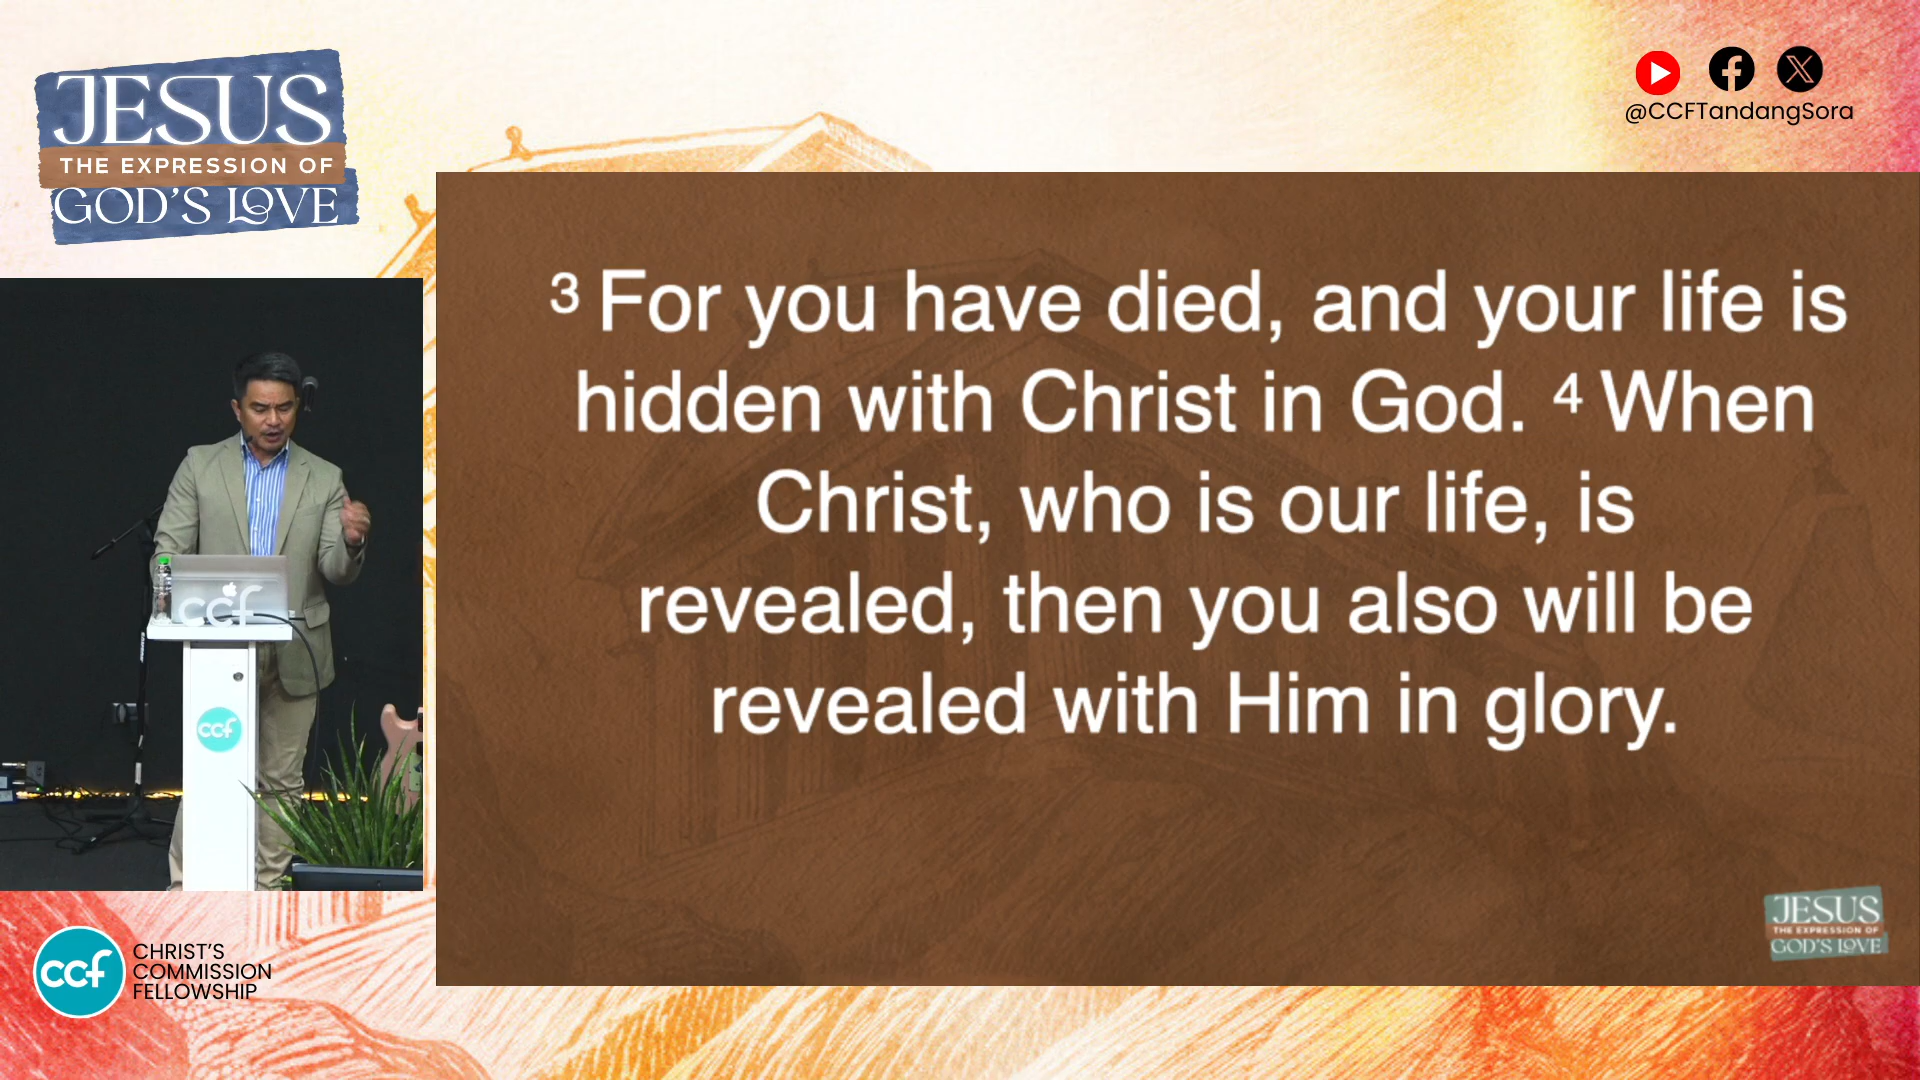 JESUS
THE EXPRESSION OF
GOD'S LOVE
@CCFTandangSora
3 For you have died, and your life is
hidden with Christ in God. 4 When
Christ, who is our life, is
revealed, then you also will be
revealed with Him in glory.
ccf
ccf
JESUS
THE EXPRESSION OF
GOD'S LOVE
ccf
CHRIST'S
COMMISSION
FELLOWSHIP